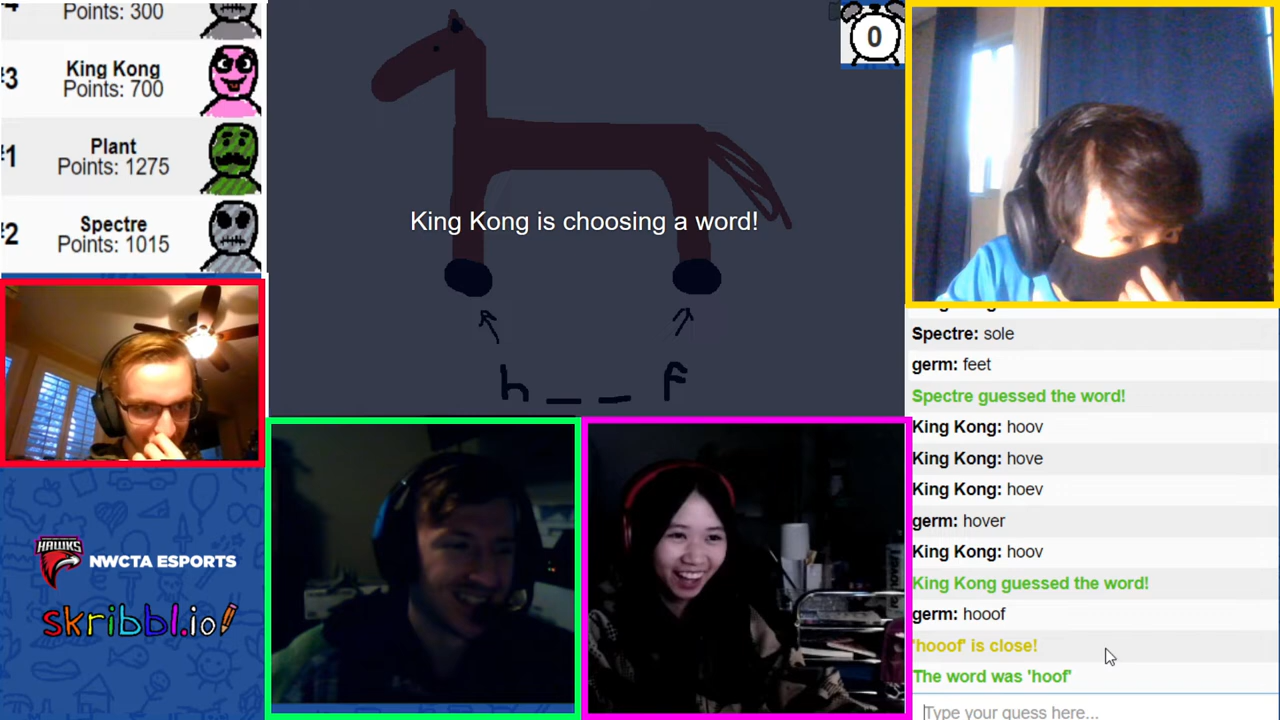 Points: 300
#3
King Kong
Points: 700
#1
Plant
Points: 1275
#2
Spectre
Points: 1015
HAWKS
NWCTA ESPORTS
skribbl.io
King Kong is choosing a word!
h _ _ f
0
Spectre: sole
germ: feet
Spectre guessed the word!
King Kong: hoov
King Kong: hove
King Kong: hoev
germ: hover
King Kong: hoov
King Kong guessed the word!
germ: hooof
'hooof' is close!
The word was 'hoof'
Type your guess here...